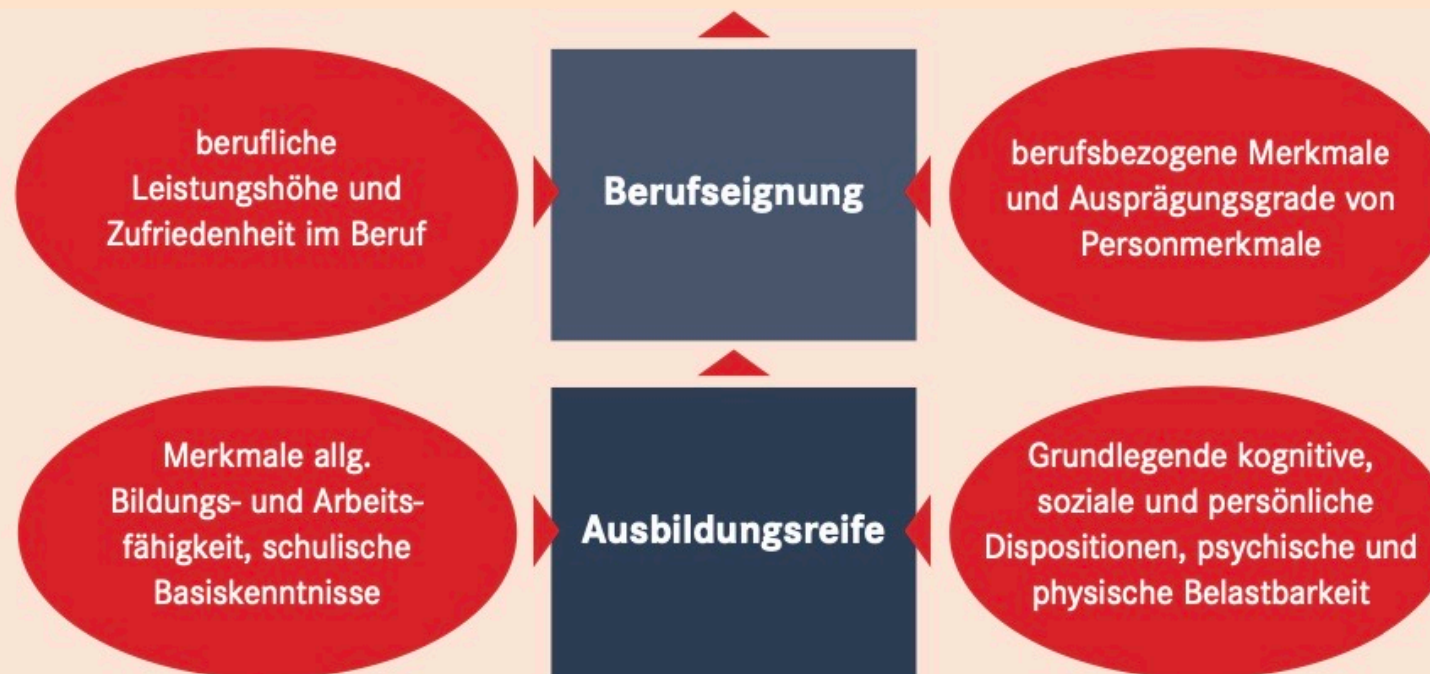 berufliche
Leistungshöhe und
Zufriedenheit im Beruf
Berufseignung
berufsbezogene Merkmale
und Ausprägungsgrade von
Personmerkmale
Merkmale allg.
Bildungs- und Arbeits-
fähigkeit, schulische
Basiskenntnisse
Ausbildungsreife
Grundlegende kognitive,
soziale und persönliche
Dispositionen, psychische und
physische Belastbarkeit